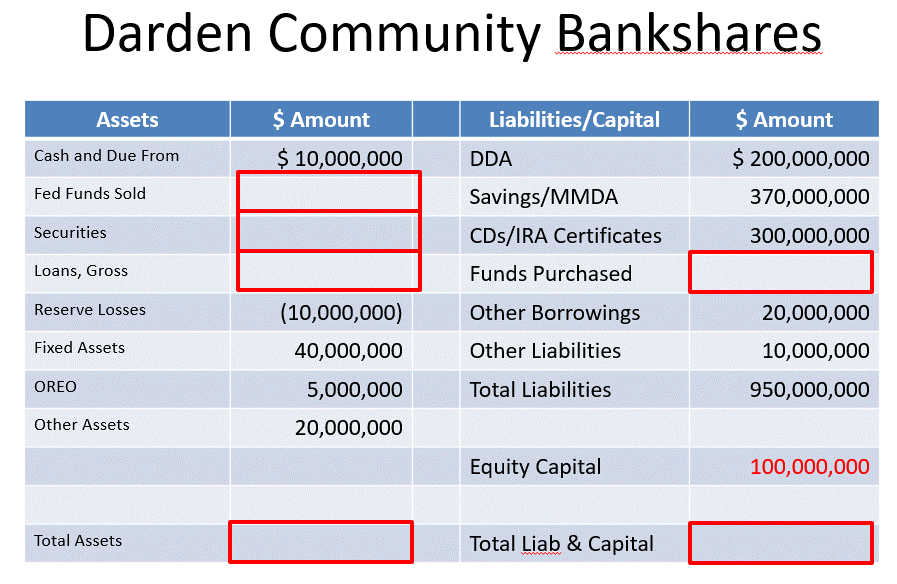 Darden Community Bankshares
Assets $ Amount Liabilities/Capital $ Amount
Cash and Due From $ 10,000,000 DDA $ 200,000,000
Fed Funds Sold Savings/MMDA 370,000,000
Securities CDs/IRA Certificates 300,000,000
Loans, Gross Funds Purchased
Reserve Losses (10,000,000) Other Borrowings 20,000,000
Fixed Assets 40,000,000 Other Liabilities 10,000,000
OREO 5,000,000 Total Liabilities 950,000,000
Other Assets 20,000,000
Equity Capital 100,000,000
Total Assets Total Liab & Capital